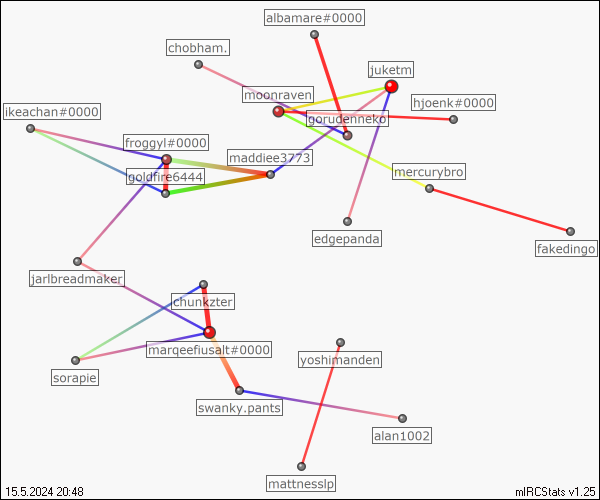 albamare#0000
chobham.
juketm
moonraven
hjoenk#0000
ikeachan#0000
gorudenneko
froggyl#0000
maddiee3773
mercurybro
goldfire6444
edgepanda
fakedingo
jarlbreadmaker
chunkzter
marqeefiusalt#0000
yoshimanden
sorapie
swanky.pants
alan1002
mattnesslp
15.5.2024 20:48
mIRCStats v1.25